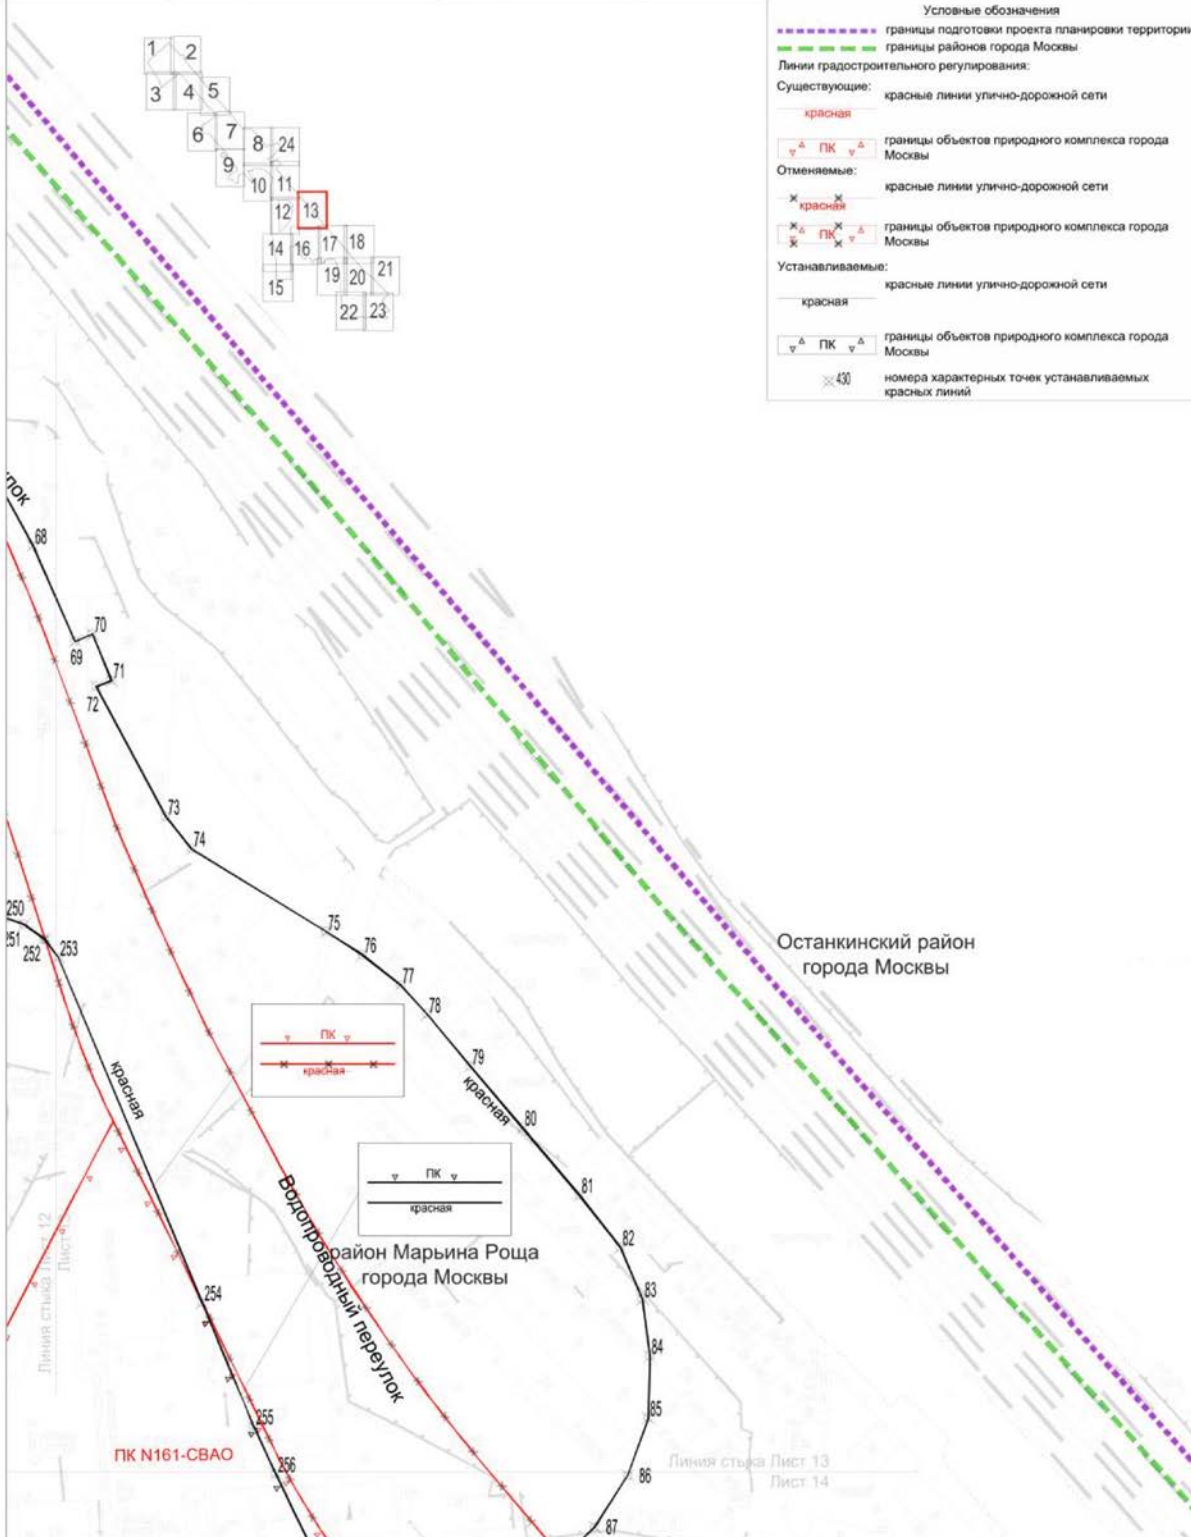 Условные обозначения
границы подготовки проекта планировки территории
границы районов города Москвы
Линии градостроительного регулирования:
Существующие:
красные линии улично-дорожной сети
красная
ПК
границы объектов природного комплекса города
Москвы
Отменяемые:
красные линии улично-дорожной сети
красная
ПК
границы объектов природного комплекса города
Москвы
Устанавливаемые:
красные линии улично-дорожной сети
красная
ПК
границы объектов природного комплекса города
Москвы
430
номера характерных точек устанавливаемых
красных линий
1 2
3 4 5
6 7
8 24
9
10 11
12 13
14 16 17 18
15 19 20 21
22 23
68
70
69
71
72
73
74
75
76
77
78
79
красная
80
81
82
83
84
85
86
87
250
251
252
253
красная
254
255
256
ПК
красная
ПК
красная
Останкинский район
города Москвы
район Марьина Роща
города Москвы
Водопроводный переулок
ПК N161-СВАО
Линия стыка Лист 12
Линия стыка Лист 13
Лист 14